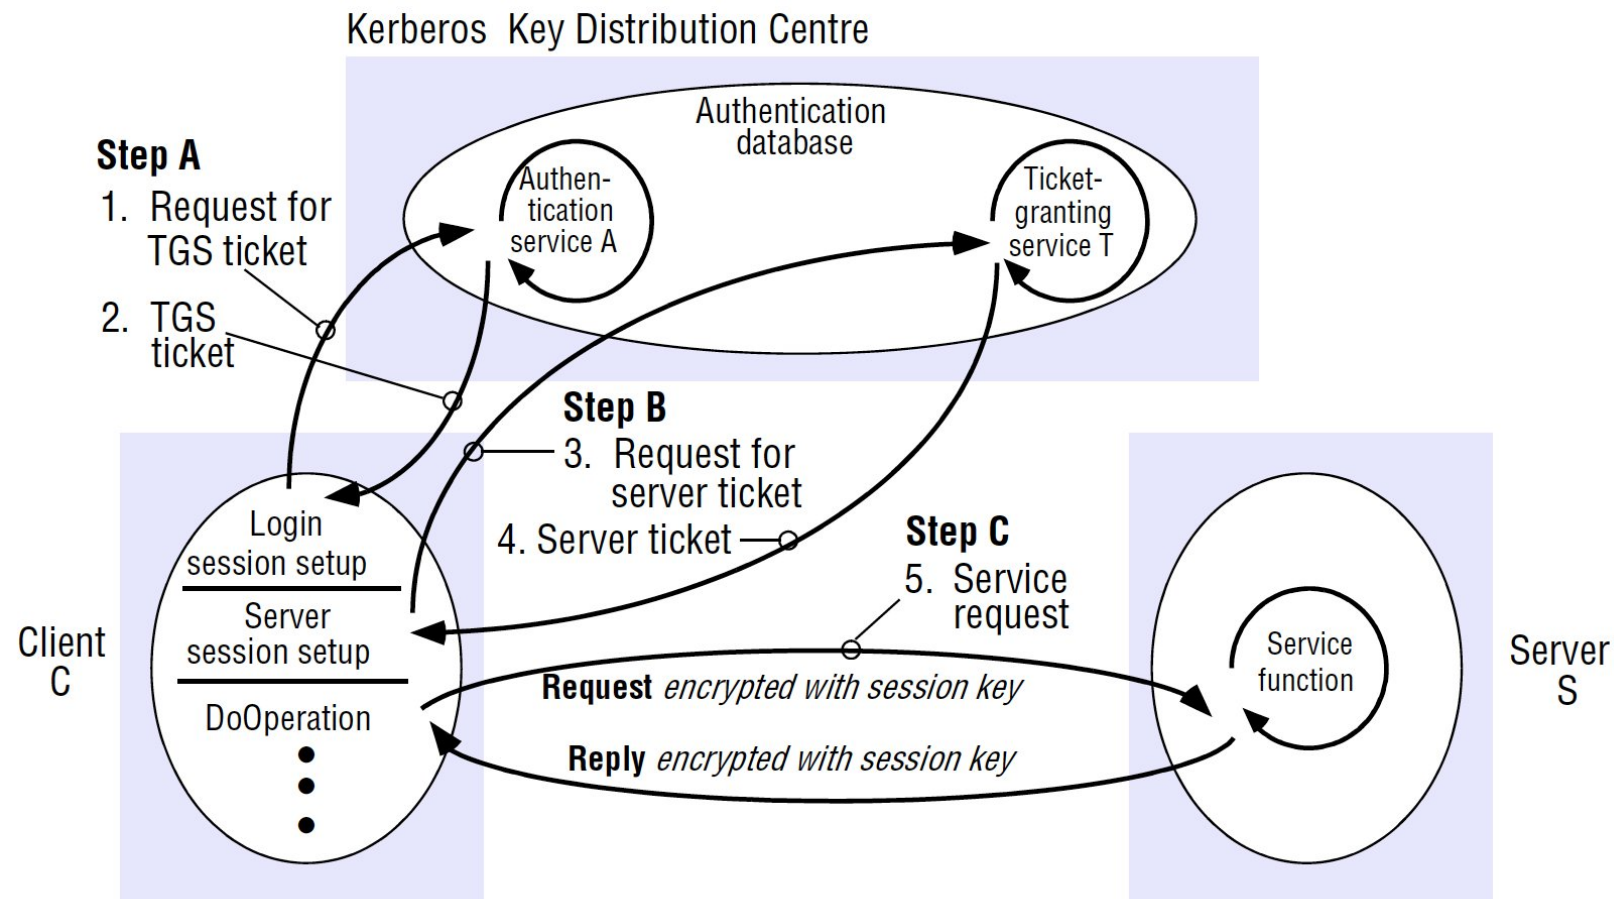 Kerberos Key Distribution Centre
Authentication
database
Step A
1. Request for
TGS ticket
2. TGS
ticket
Authen-
tication
service A
Ticket-
granting
service T
Step B
3. Request for
server ticket
4. Server ticket
Step C
5. Service
request
Login
session setup
Server
session setup
DoOperation
Client
C
Request encrypted with session key
Reply encrypted with session key
Service
function
Server
S